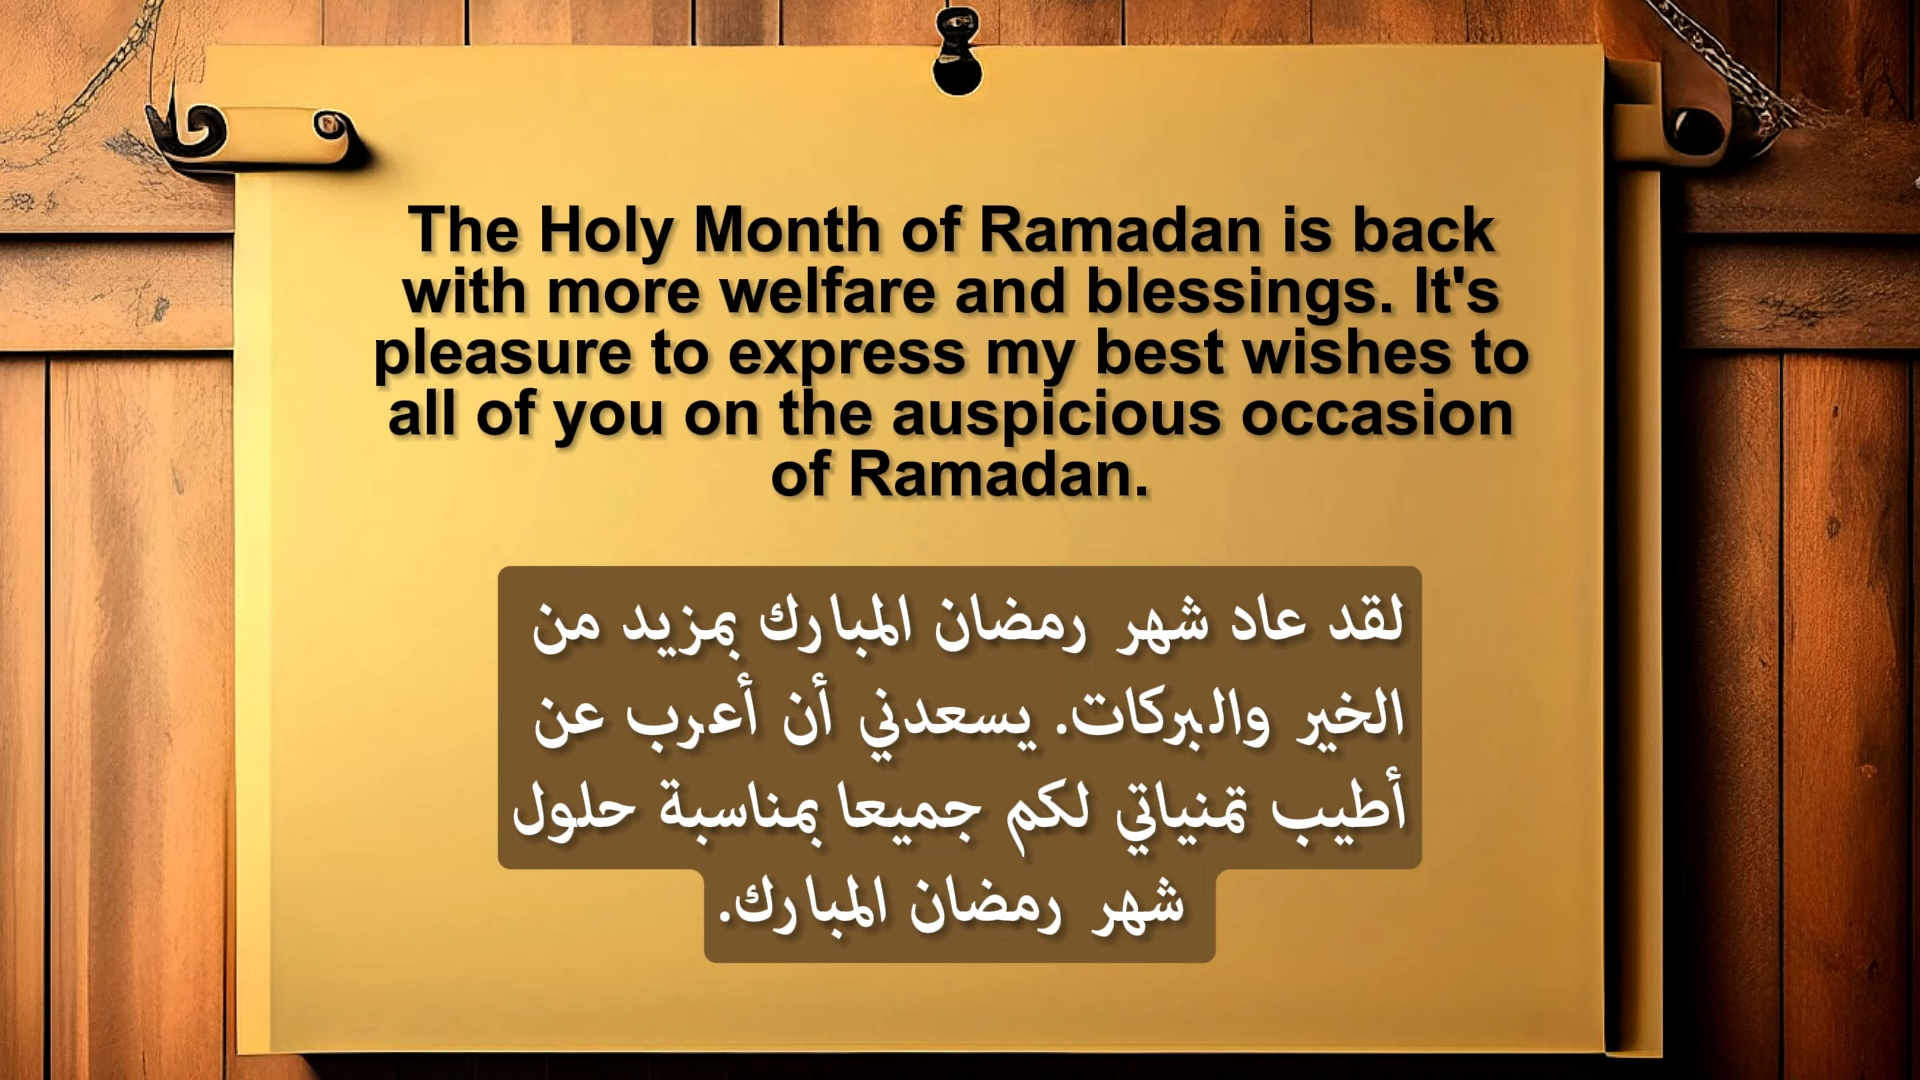 The Holy Month of Ramadan is back
with more welfare and blessings. It's
pleasure to express my best wishes to
all of you on the auspicious occasion
of Ramadan.
لقد عاد شهر رمضان المبارك بمزيد من
الخير والبركات. يسعدني أن أعرب عن
أطيب تمنياتي لكم جميعا بمناسبة حلول
شهر رمضان المبارك.